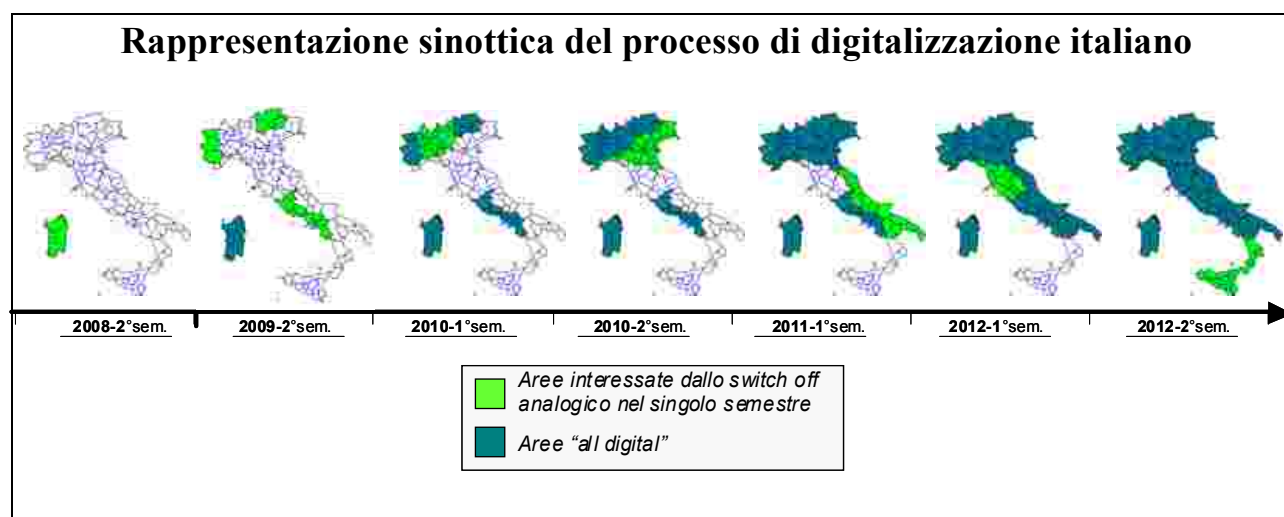 Rappresentazione sinottica del processo di digitalizzazione italiano
2008-2°sem.
2009-2°sem.
2010-1°sem.
2010-2°sem.
2011-1°sem.
2012-1°sem.
2012-2°sem.
Aree interessate dallo switch off
analogico nel singolo semestre
Aree “all digital”